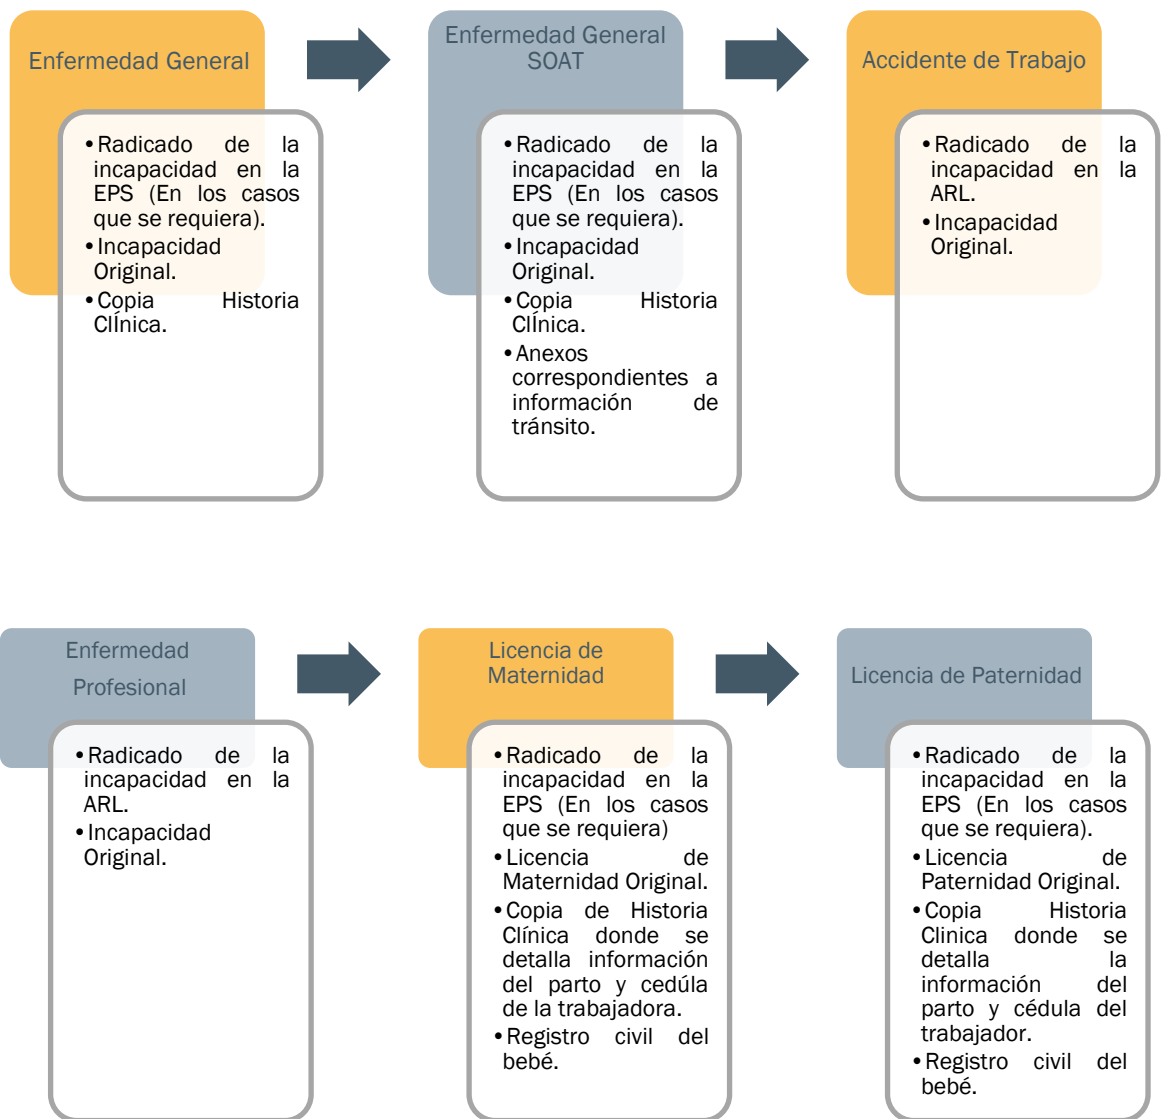 Enfermedad General
• Radicado de la
incapacidad en la
EPS (En los casos
que se requiera).
• Incapacidad
Original.
• Copia Historia
ClÍnica.
Enfermedad General
SOAT
• Radicado de la
incapacidad en la
EPS (En los casos
que se requiera).
• Incapacidad
Original.
• Copia Historia
ClÍnica.
• Anexos
correspondientes a
información de
tránsito.
Accidente de Trabajo
• Radicado de la
incapacidad en la
ARL.
• Incapacidad
Original.
Enfermedad
Profesional
• Radicado de la
incapacidad en la
ARL.
• Incapacidad
Original.
Licencia de
Maternidad
• Radicado de la
incapacidad en la
EPS (En los casos
que se requiera)
• Licencia de
Maternidad Original.
• Copia de Historia
Clínica donde se
detalla información
del parto y cedúla
de la trabajadora.
• Registro civil del
bebé.
Licencia de Paternidad
• Radicado de la
incapacidad en la
EPS (En los casos
que se requiera).
• Licencia de
Paternidad Original.
• Copia Historia
Clinica donde se
detalla la
información del
parto y cédula del
trabajador.
• Registro civil del
bebé.